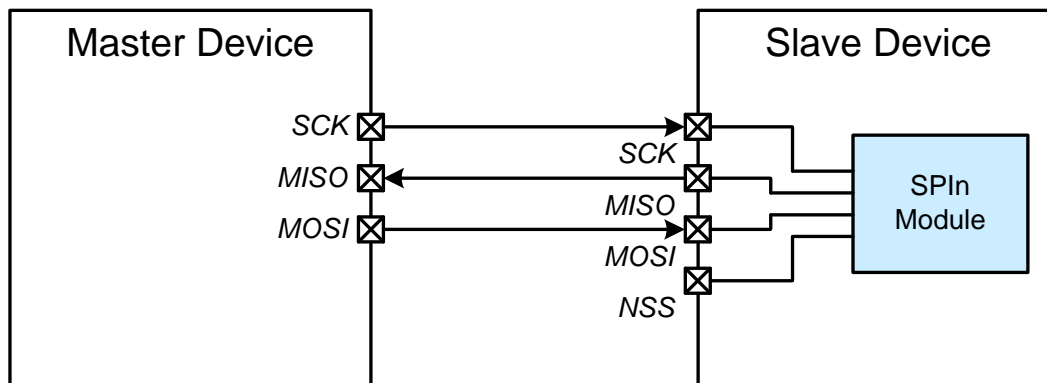 Master Device
Slave Device
SCK
SCK
MISO
MISO
MOSI
MOSI
NSS
SPIn
Module